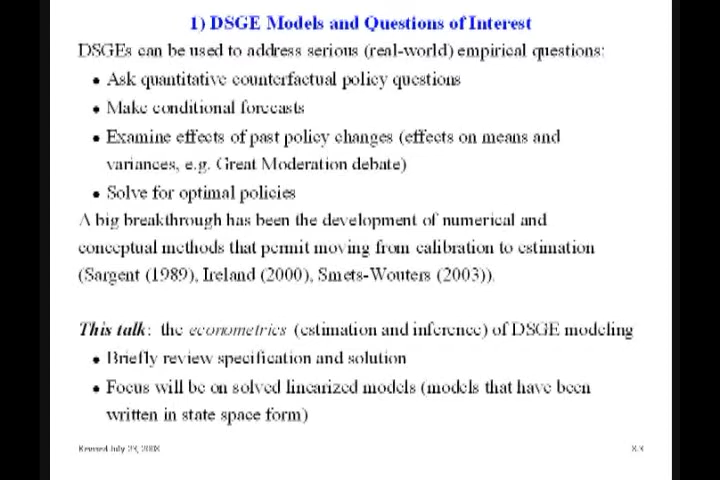 1) DSGE Models and Questions of Interest
DSGEs can be used to address serious (real-world) empirical questions:
• Ask quantitative counterfactual policy questions
• Make conditional forecasts
• Examine effects of past policy changes (effects on means and
variances, e.g. Great Moderation debate)
• Solve for optimal policies
A big breakthrough has been the development of numerical and
conceptual methods that permit moving from calibration to estimation
(Sargent (1989), Ireland (2000), Smets-Wouters (2003)).
This talk: the econometrics (estimation and inference) of DSGE modeling
• Briefly review specification and solution
• Focus will be on solved linearized models (models that have been
written in state space form)
Revised July 23, 2008